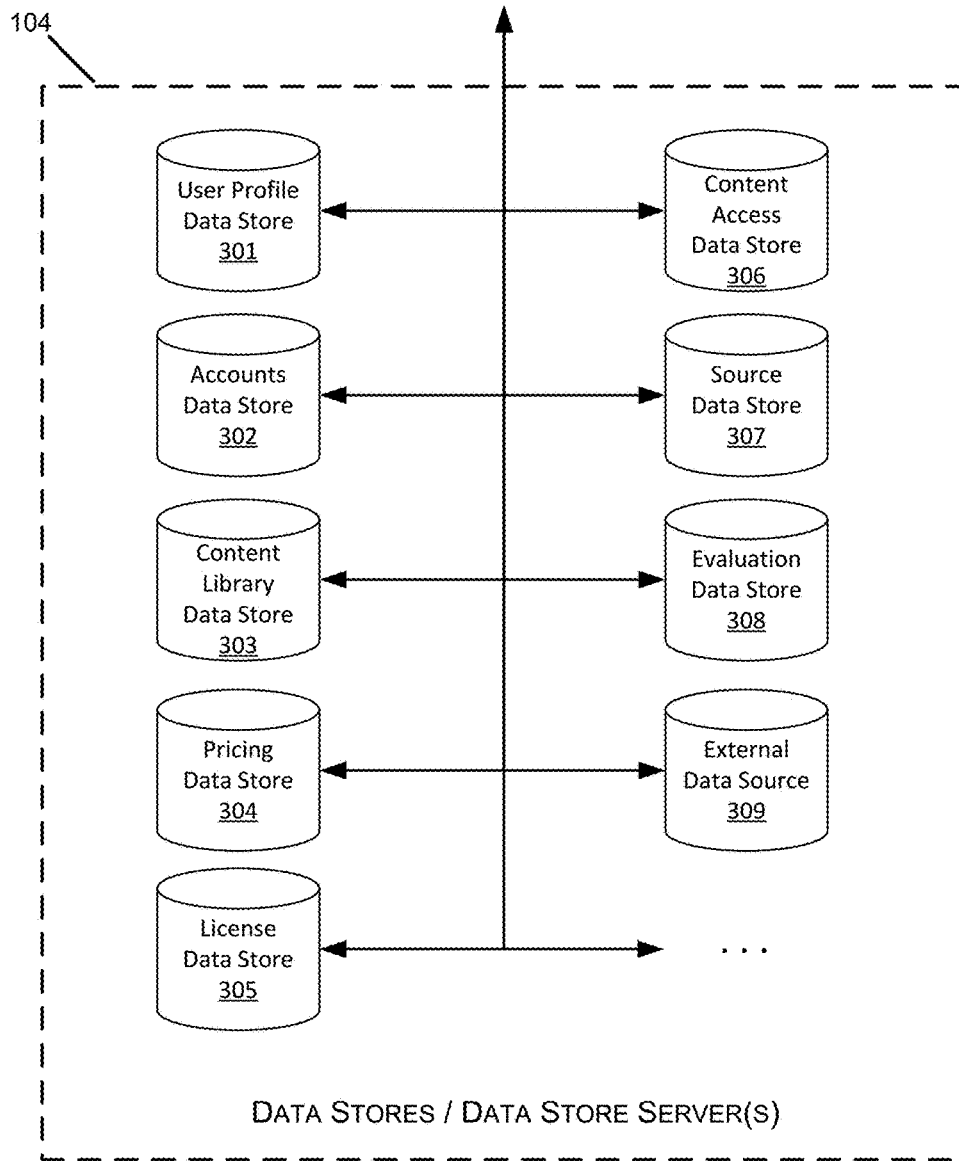 104
User Profile
Data Store
301
Content
Access
Data Store
306
Accounts
Data Store
302
Source
Data Store
307
Content
Library
Data Store
303
Evaluation
Data Store
308
Pricing
Data Store
304
External
Data Source
309
License
Data Store
305
. . .
DATA STORES / DATA STORE SERVER(S)